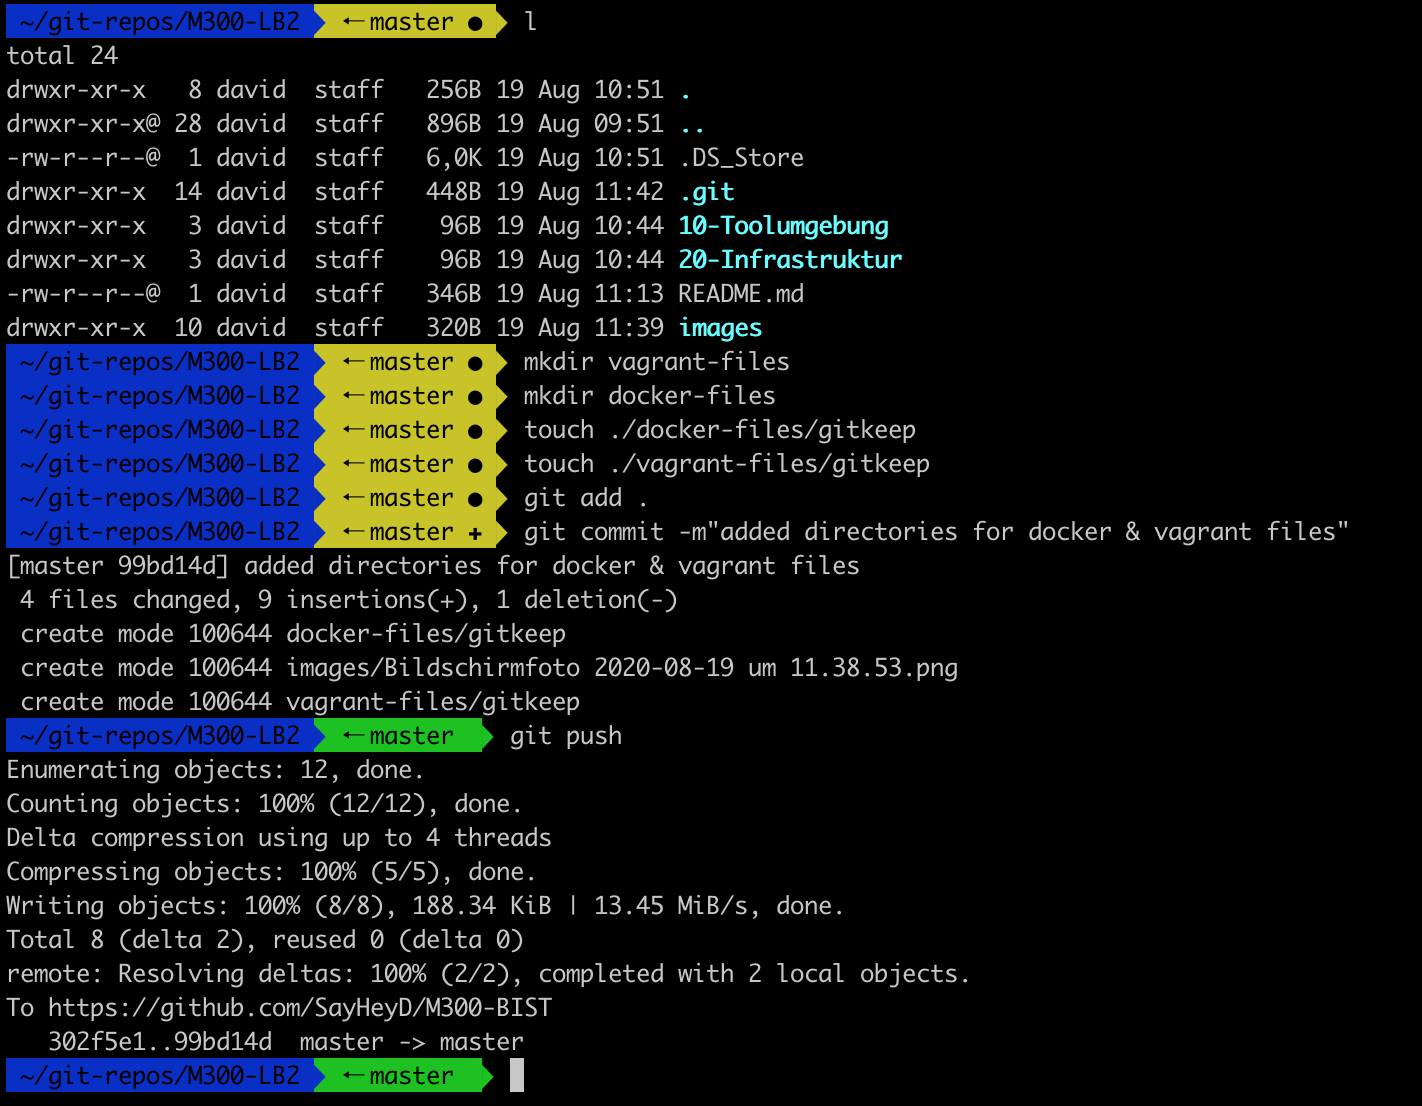 ~/git-repos/M300-LB2 ←master ● l
total 24
drwxr-xr-x   8 david  staff   256B 19 Aug 10:51 .
drwxr-xr-x@ 28 david  staff   896B 19 Aug 09:51 ..
-rw-r--r--@  1 david  staff   6,0K 19 Aug 10:51 .DS_Store
drwxr-xr-x  14 david  staff   448B 19 Aug 11:42 .git
drwxr-xr-x   3 david  staff    96B 19 Aug 10:44 10-Toolumgebung
drwxr-xr-x   3 david  staff    96B 19 Aug 10:44 20-Infrastruktur
-rw-r--r--@  1 david  staff   346B 19 Aug 11:13 README.md
drwxr-xr-x  10 david  staff   320B 19 Aug 11:39 images
~/git-repos/M300-LB2 ←master ● mkdir vagrant-files
~/git-repos/M300-LB2 ←master ● mkdir docker-files
~/git-repos/M300-LB2 ←master ● touch ./docker-files/gitkeep
~/git-repos/M300-LB2 ←master ● touch ./vagrant-files/gitkeep
~/git-repos/M300-LB2 ←master ● git add .
~/git-repos/M300-LB2 ←master + git commit -m"added directories for docker & vagrant files"
[master 99bd14d] added directories for docker & vagrant files
 4 files changed, 9 insertions(+), 1 deletion(-)
 create mode 100644 docker-files/gitkeep
 create mode 100644 images/Bildschirmfoto 2020-08-19 um 11.38.53.png
 create mode 100644 vagrant-files/gitkeep
~/git-repos/M300-LB2 ←master git push
Enumerating objects: 12, done.
Counting objects: 100% (12/12), done.
Delta compression using up to 4 threads
Compressing objects: 100% (5/5), done.
Writing objects: 100% (8/8), 188.34 KiB | 13.45 MiB/s, done.
Total 8 (delta 2), reused 0 (delta 0)
remote: Resolving deltas: 100% (2/2), completed with 2 local objects.
To https://github.com/SayHeyD/M300-BIST
   302f5e1..99bd14d  master -> master
~/git-repos/M300-LB2 ←master